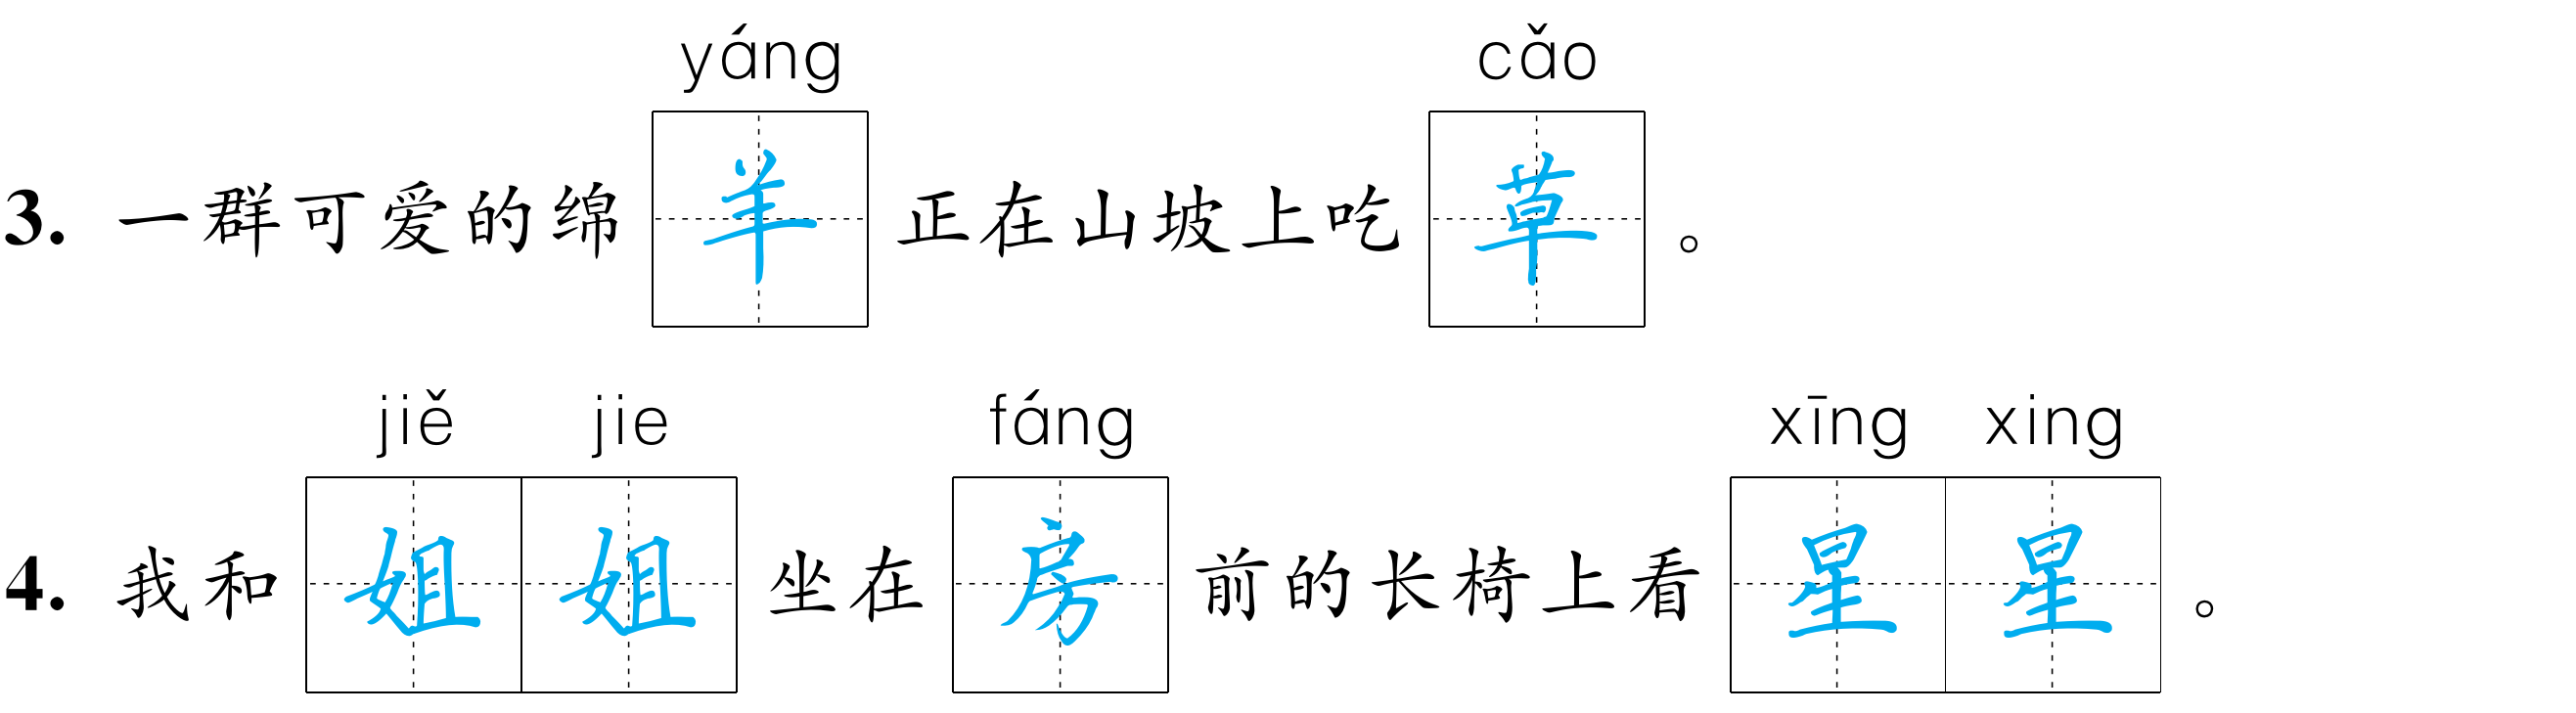 yáng cǎo
3. 一群可爱的绵羊正在山坡上吃草。
jiě jie fáng xīng xing
4. 我和姐姐坐在房前的长椅上看星星。